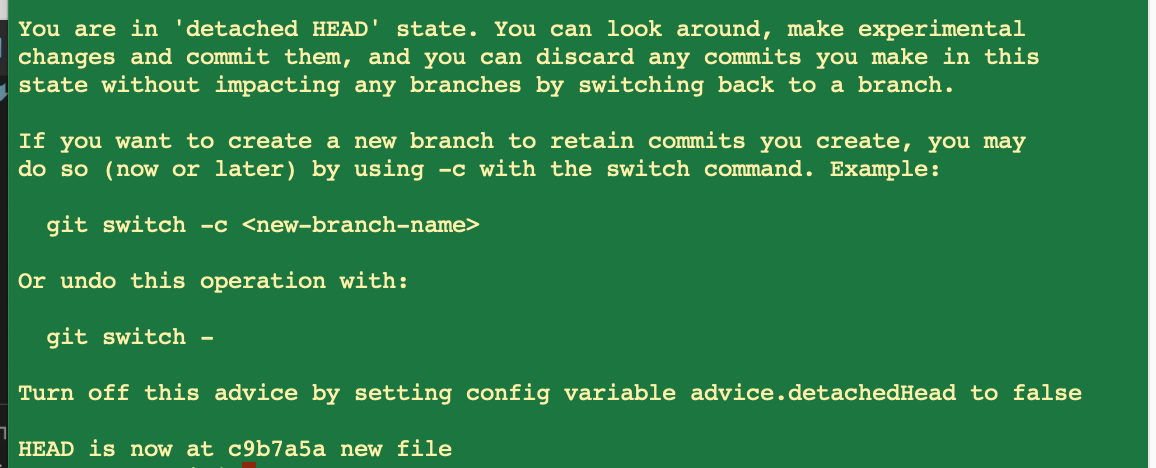 You are in 'detached HEAD' state. You can look around, make experimental
changes and commit them, and you can discard any commits you make in this
state without impacting any branches by switching back to a branch.
If you want to create a new branch to retain commits you create, you may
do so (now or later) by using -c with the switch command. Example:
git switch -c <new-branch-name>
Or undo this operation with:
git switch -
Turn off this advice by setting config variable advice.detachedHead to false
HEAD is now at c9b7a5a new file